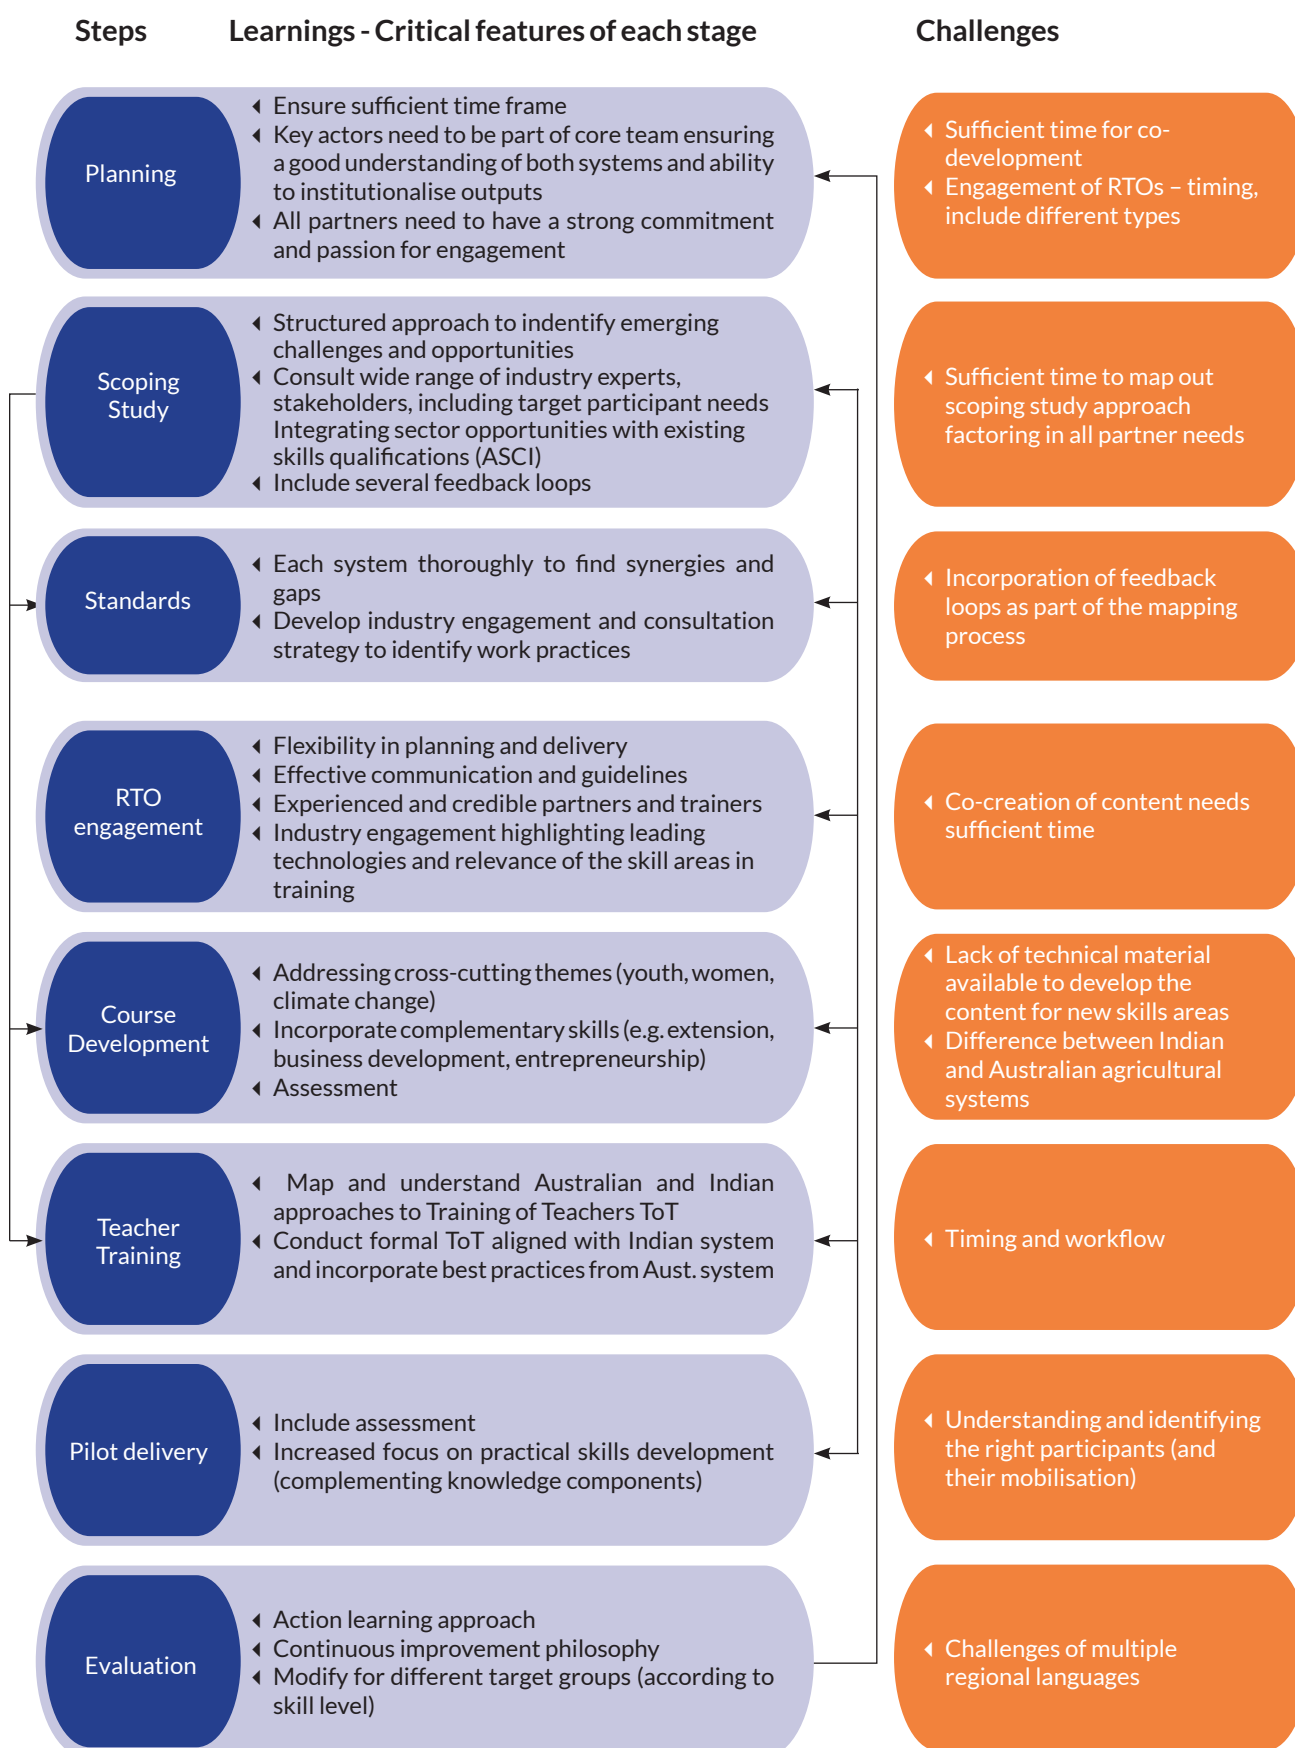 Steps
Learnings - Critical features of each stage
Challenges
Planning
Ensure sufficient time frame
Key actors need to be part of core team ensuring
a good understanding of both systems and ability
to institutionalise outputs
All partners need to have a strong commitment
and passion for engagement
Sufficient time for co-
development
Engagement of RTOs – timing,
include different types
Scoping
Study
Structured approach to indentify emerging
challenges and opportunities
Consult wide range of industry experts,
stakeholders, including target participant needs
Integrating sector opportunities with existing
skills qualifications (ASCI)
Include several feedback loops
Sufficient time to map out
scoping study approach
factoring in all partner needs
Standards
Each system thoroughly to find synergies and
gaps
Develop industry engagement and consultation
strategy to identify work practices
Incorporation of feedback
loops as part of the mapping
process
RTO
engagement
Flexibility in planning and delivery
Effective communication and guidelines
Experienced and credible partners and trainers
Industry engagement highlighting leading
technologies and relevance of the skill areas in
training
Co-creation of content needs
sufficient time
Course
Development
Addressing cross-cutting themes (youth, women,
climate change)
Incorporate complementary skills (e.g. extension,
business development, entrepreneurship)
Assessment
Lack of technical material
available to develop the
content for new skills areas
Difference between Indian
and Australian agricultural
systems
Teacher
Training
Map and understand Australian and Indian
approaches to Training of Teachers ToT
Conduct formal ToT aligned with Indian system
and incorporate best practices from Aust. system
Timing and workflow
Pilot delivery
Include assessment
Increased focus on practical skills development
(complementing knowledge components)
Understanding and identifying
the right participants (and
their mobilisation)
Evaluation
Action learning approach
Continuous improvement philosophy
Modify for different target groups (according to
skill level)
Challenges of multiple
regional languages